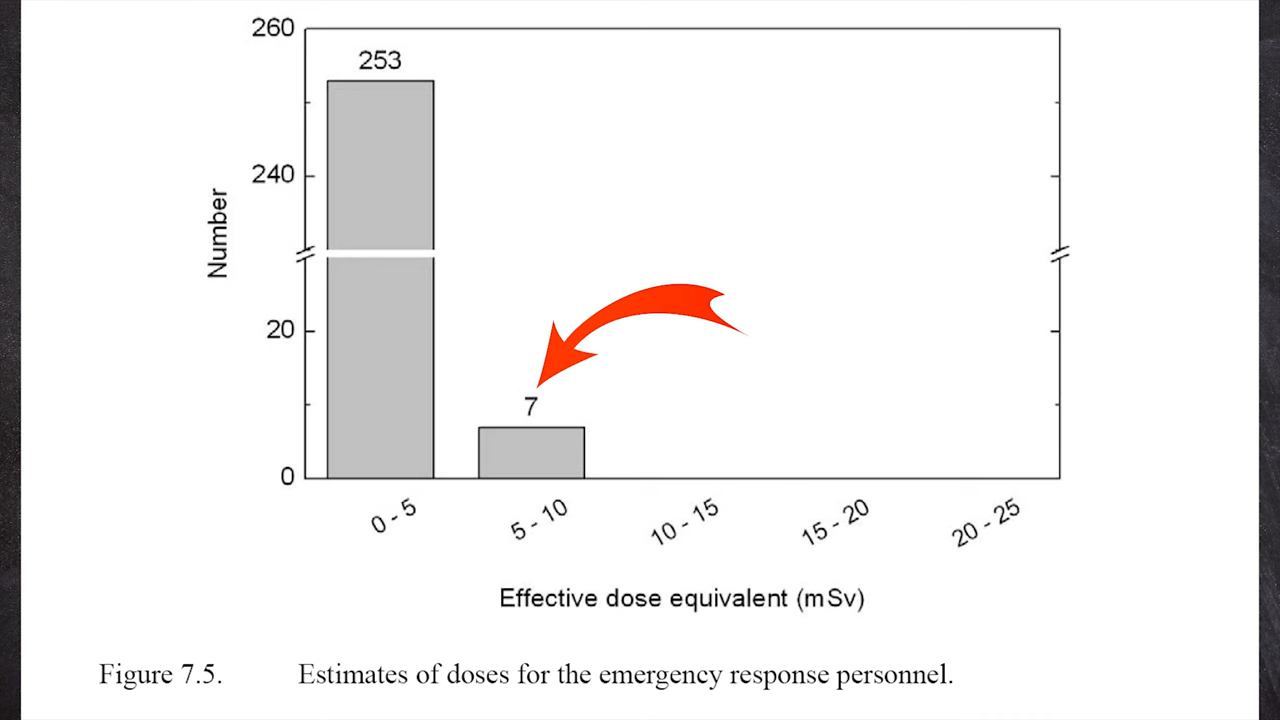 260
253
240
Number
20
7
0
0 - 5
5 - 10
10 - 15
15 - 20
20 - 25
Effective dose equivalent (mSv)
Figure 7.5. Estimates of doses for the emergency response personnel.